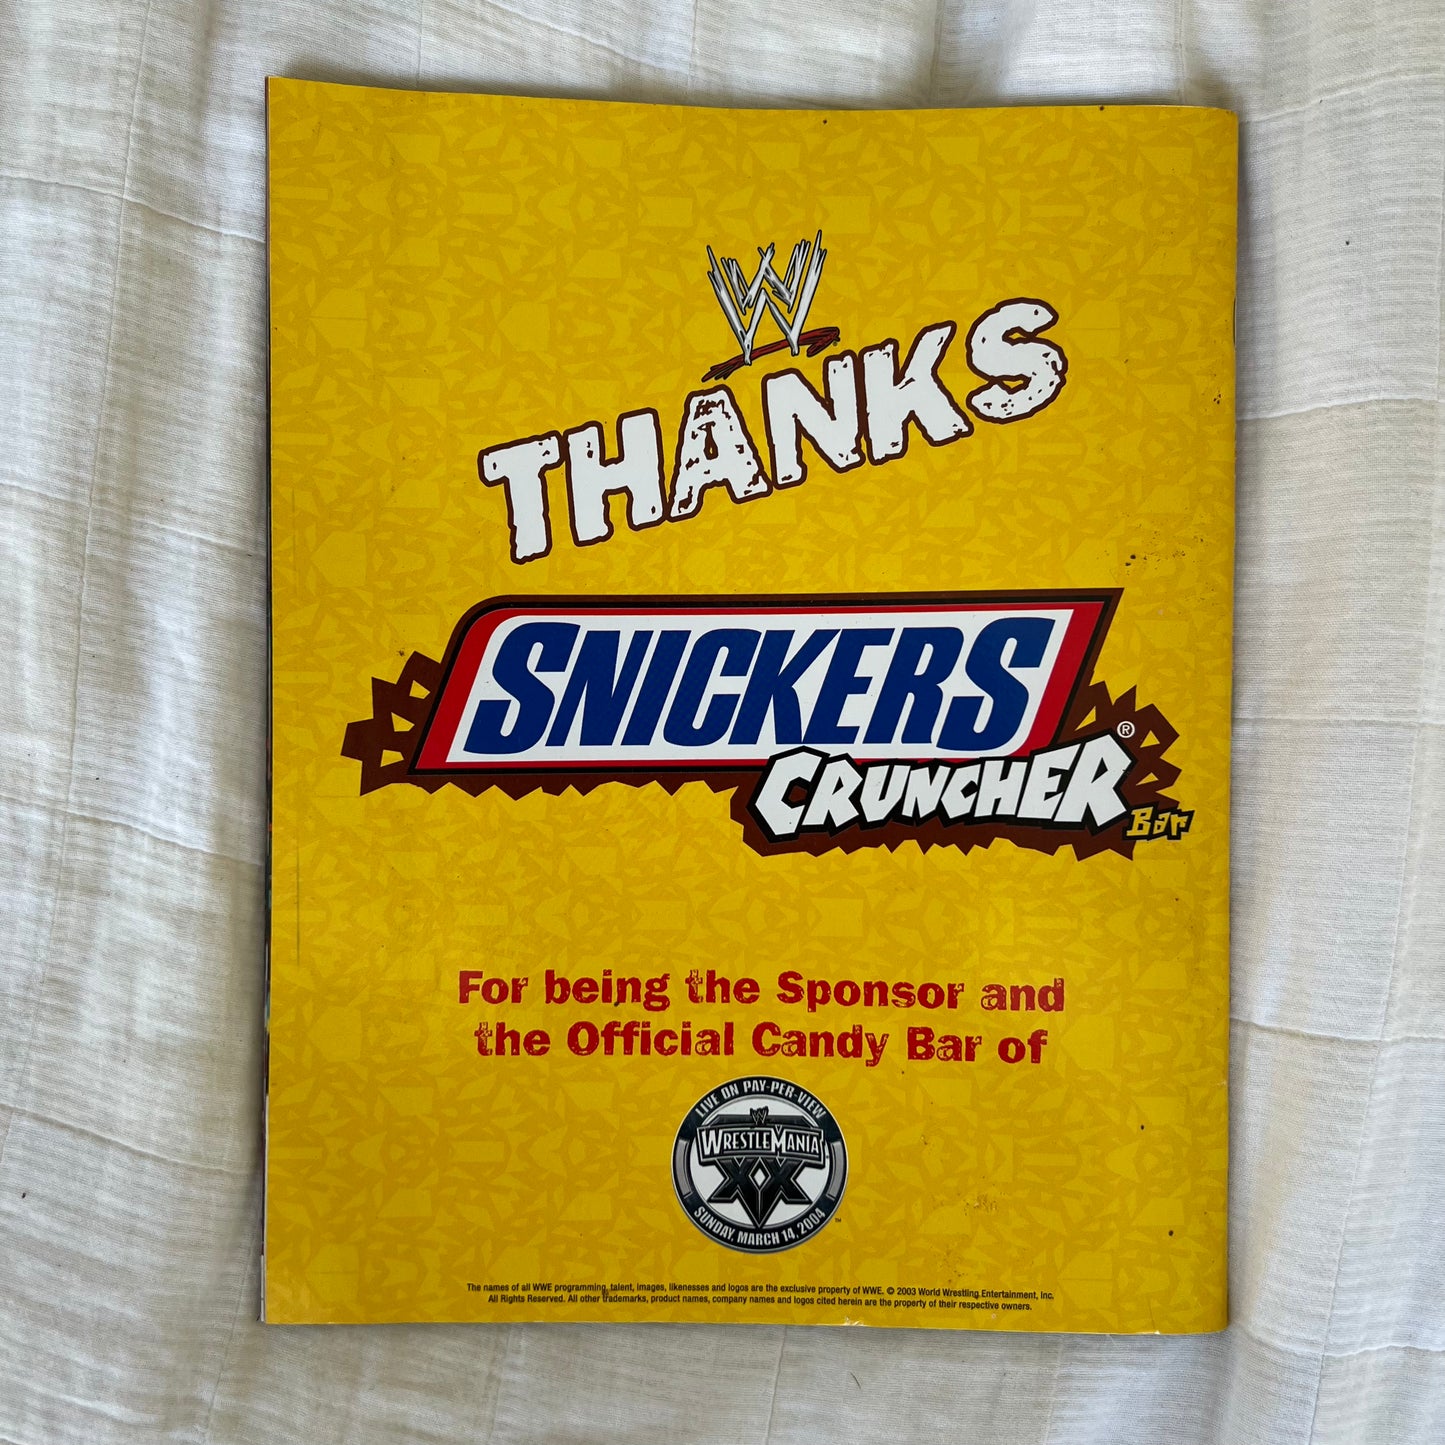 W
THANKS
SNICKERS
CRUNCHER®
Bar
For being the Sponsor and
the Official Candy Bar of
LIVE ON PAY-PER-VIEW
W
WRESTLEMANIA
XX
SUNDAY, MARCH 14, 2004
™
The names of all WWE programming, talent, images, likenesses and logos are the exclusive property of WWE. © 2003 World Wrestling Entertainment, Inc.
All Rights Reserved. All other trademarks, product names, company names and logos cited herein are the property of their respective owners.